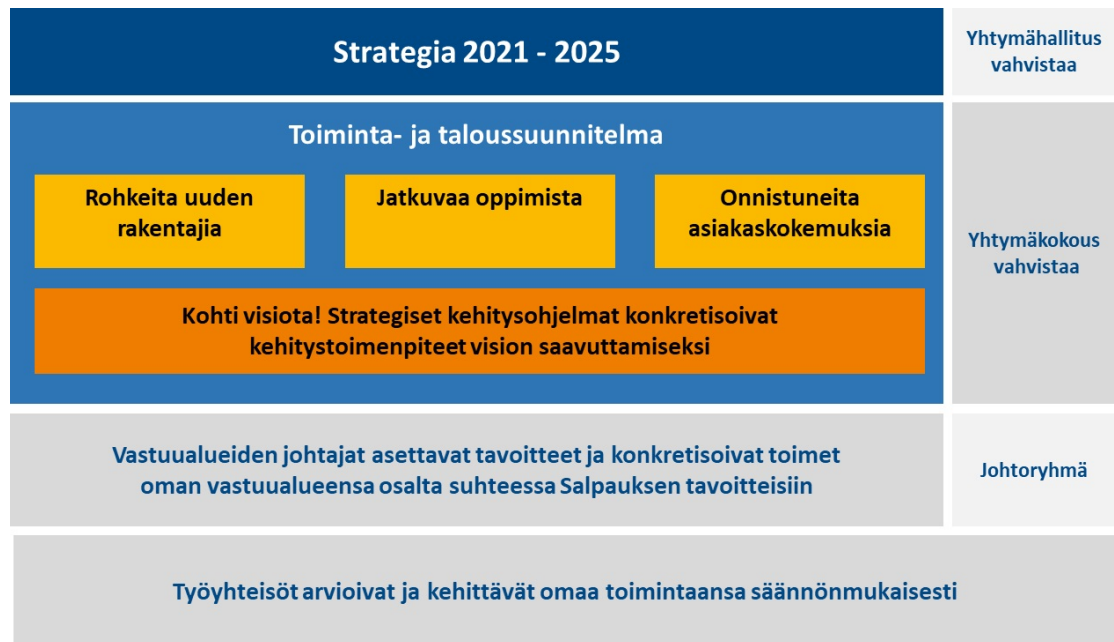 Strategia 2021 - 2025
Yhtymähallitus
vahvistaa
Toiminta- ja taloussuunnitelma
Rohkeita uuden
rakentajia
Jatkuvaa oppimista
Onnistuneita
asiakaskokemuksia
Kohti visiota! Strategiset kehitysohjelmat konkretisoivat
kehitystoimenpiteet vision saavuttamiseksi
Yhtymäkokous
vahvistaa
Vastuualueiden johtajat asettavat tavoitteet ja konkretisoivat toimet
oman vastuualueensa osalta suhteessa Salpauksen tavoitteisiin
Johtoryhmä
Työyhteisöt arvioivat ja kehittävät omaa toimintaansa säännönmukaisesti